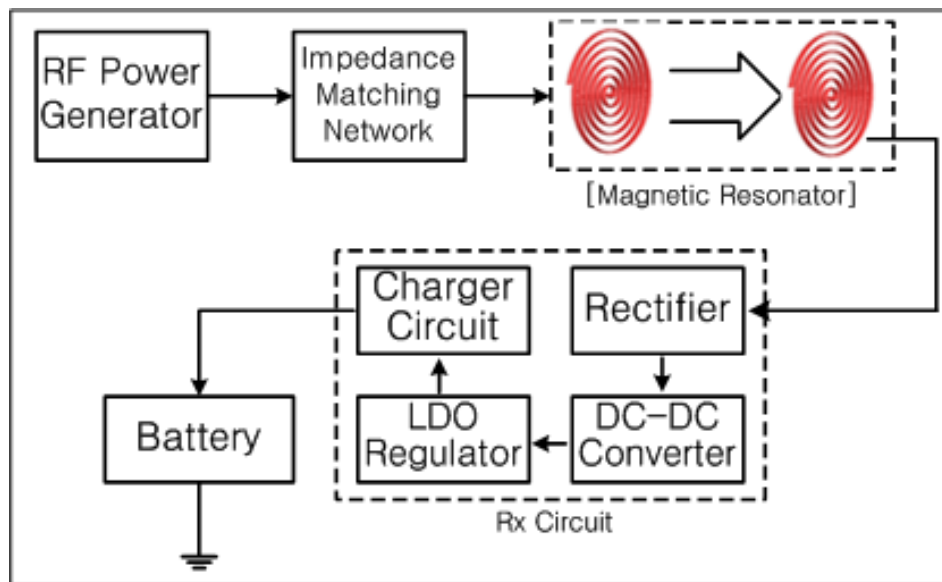 RF Power
Generator
Impedance
Matching
Network
[Magnetic Resonator]
Charger
Circuit
Rectifier
LDO
Regulator
DC-DC
Converter
Battery
Rx Circuit